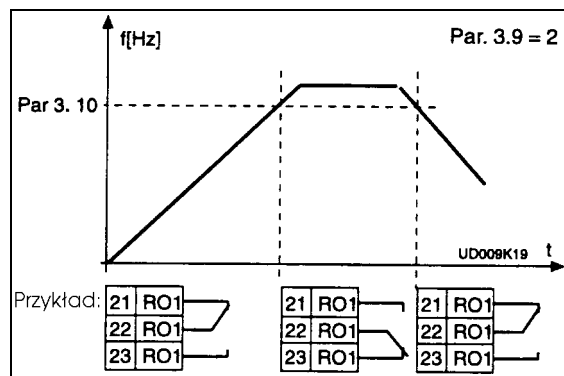 f[Hz]
Par. 3.9 = 2
Par 3. 10
UD009K19
t
Przykład:
21 RO1
22 RO1
23 RO1
21 RO1
22 RO1
23 RO1
21 RO1
22 RO1
23 RO1